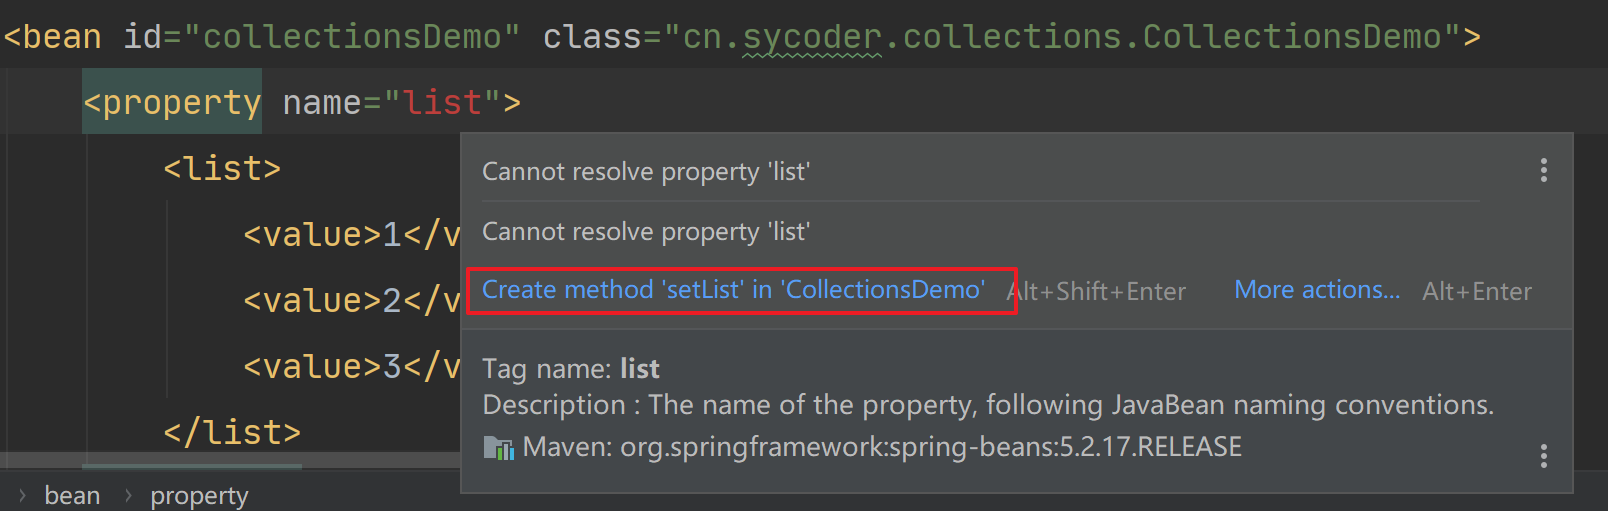 <bean id="collectionsDemo" class="cn.sycoder.collections.CollectionsDemo">
<property name="list">
<list>
<value>1</v
<value>2</v
<value>3</v
</list>
Cannot resolve property 'list'
Cannot resolve property 'list'
Create method 'setList' in 'CollectionsDemo' Alt+Shift+Enter More actions... Alt+Enter
Tag name: list
Description : The name of the property, following JavaBean naming conventions.
Maven: org.springframework:spring-beans:5.2.17.RELEASE
› bean › property